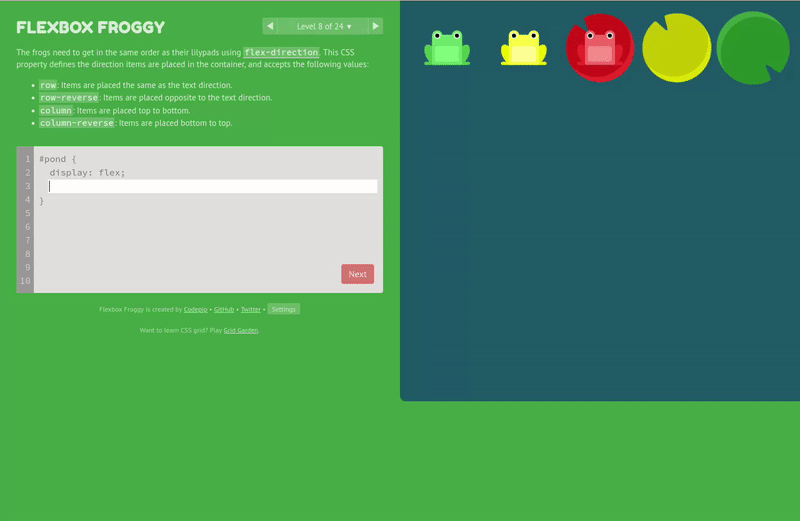 FLEXBOX FROGGY
◀ Level 8 of 24 ▼ ▶
The frogs need to get in the same order as their lilypads using flex-direction. This CSS
property defines the direction items are placed in the container, and accepts the following values:
• row: Items are placed the same as the text direction.
• row-reverse: Items are placed opposite to the text direction.
• column: Items are placed top to bottom.
• column-reverse: Items are placed bottom to top.
1 #pond {
2 display: flex;
3
4 }
5
6
7
8
9
10
Next
Flexbox Froggy is created by Codepip • GitHub • Twitter • Settings
Want to learn CSS grid? Play Grid Garden.